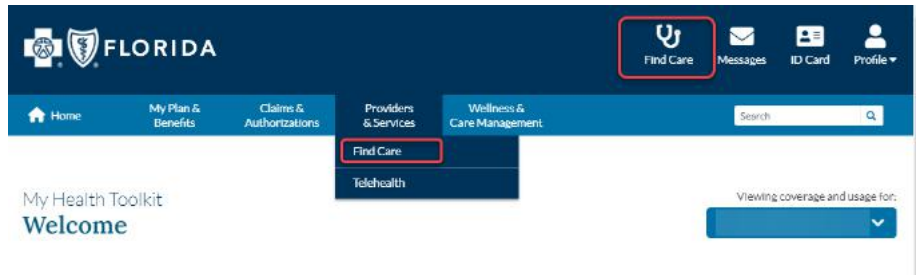 FLORIDA
Find Care
Messages
ID Card
Profile
Home
My Plan &
Benefits
Claims &
Authorizations
Providers
& Services
Wellness &
Care Management
Search
Find Care
Telehealth
My Health Toolkit
Welcome
Viewing coverage and usage for: